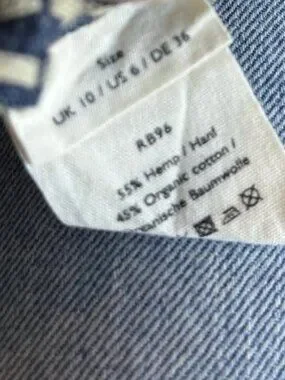 Size
UK 10 / US 6 / DE 36
RB96
55% Hemp / Hanf
45% Organic cotton /
anische Baumwolle